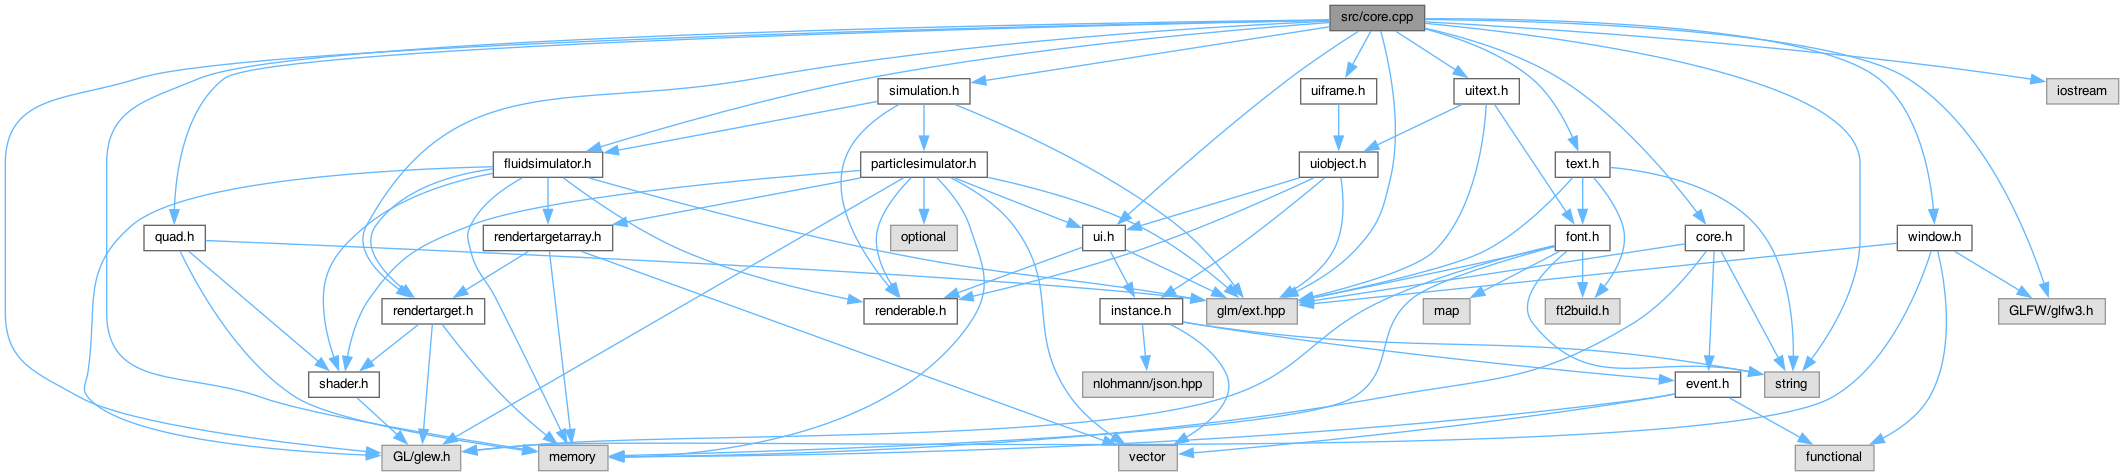 src/core.cpp
simulation.h
uiframe.h
uitext.h
iostream
fluidsimulator.h
particlesimulator.h
uiobject.h
text.h
quad.h
rendertargetarray.h
optional
ui.h
font.h
core.h
window.h
rendertarget.h
renderable.h
instance.h
glm/ext.hpp
map
ft2build.h
GLFW/glfw3.h
shader.h
nlohmann/json.hpp
event.h
string
GL/glew.h
memory
vector
functional